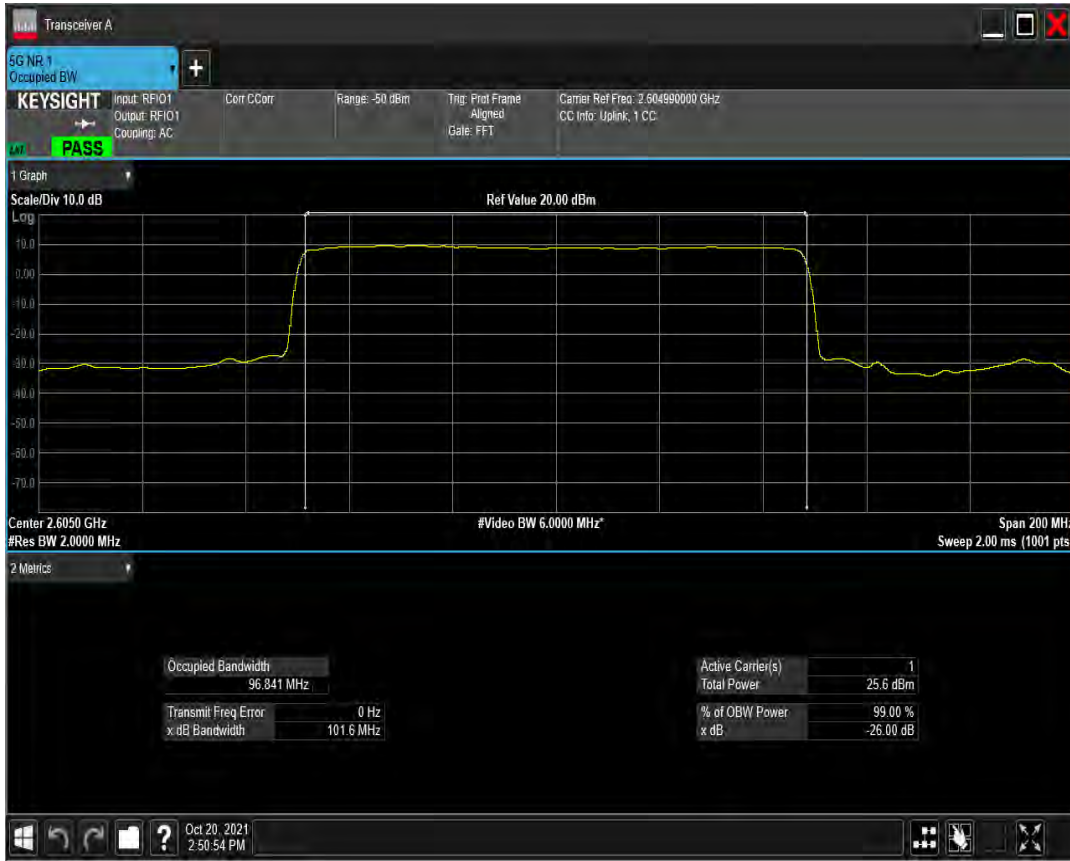 Transceiver A
5G NR 1
Occupied BW
+
KEYSIGHT
Input: RFIO1
Output: RFIO1
Coupling: AC
Corr CCorr
Range: -50 dBm
Trig: Prot Frame
Aligned
Gate: FFT
Carrier Ref Freq: 2.604990000 GHz
CC Info: Uplink, 1 CC
PASS
1 Graph
Scale/Div 10.0 dB
Ref Value 20.00 dBm
Log
10.0
0.00
-10.0
-20.0
-30.0
-40.0
-50.0
-60.0
-70.0
Center 2.6050 GHz
#Video BW 6.0000 MHz*
Span 200 MHz
#Res BW 2.0000 MHz
Sweep 2.00 ms (1001 pts
2 Metrics
Occupied Bandwidth
96.841 MHz
Transmit Freq Error 0 Hz
x dB Bandwidth 101.6 MHz
Active Carrier(s) 1
Total Power 25.6 dBm
% of OBW Power 99.00 %
x dB -26.00 dB
?
Oct 20, 2021
2:50:54 PM